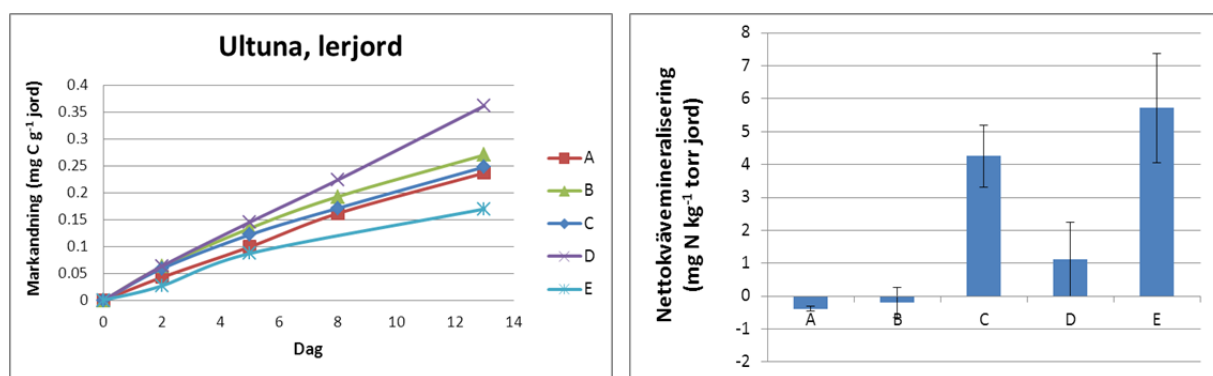 Ultuna, lerjord
Markandning (mg C g⁻¹ jord)
0.4
0.35
0.3
0.25
0.2
0.15
0.1
0.05
0
0 2 4 6 8 10 12 14
Dag
A
B
C
D
E
Nettokvävemineralisering
(mg N kg⁻¹ torr jord)
8
7
6
5
4
3
2
1
0
-1
-2
A B C D E